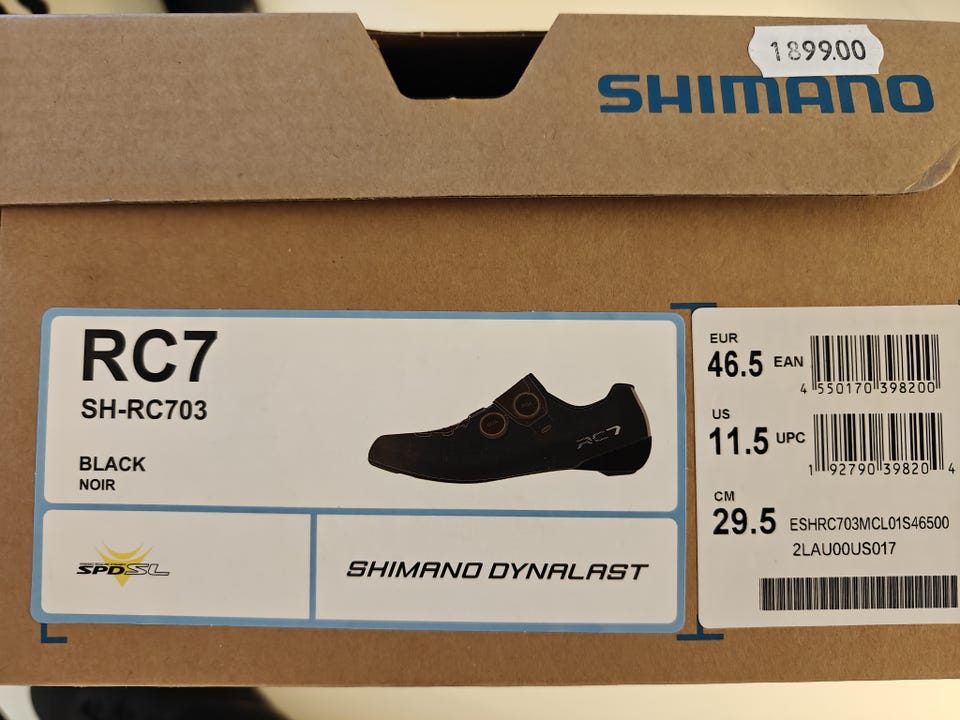 1899.00
SHIMANO
RC7
SH-RC703
BLACK
NOIR
RC7
SPD-SL
SHIMANO DYNALAST
EUR
46.5 EAN
4 550170 398200
US
11.5 UPC
1 92790 39820 4
CM
29.5 ESHRC703MCL01S46500
2LAU00US017